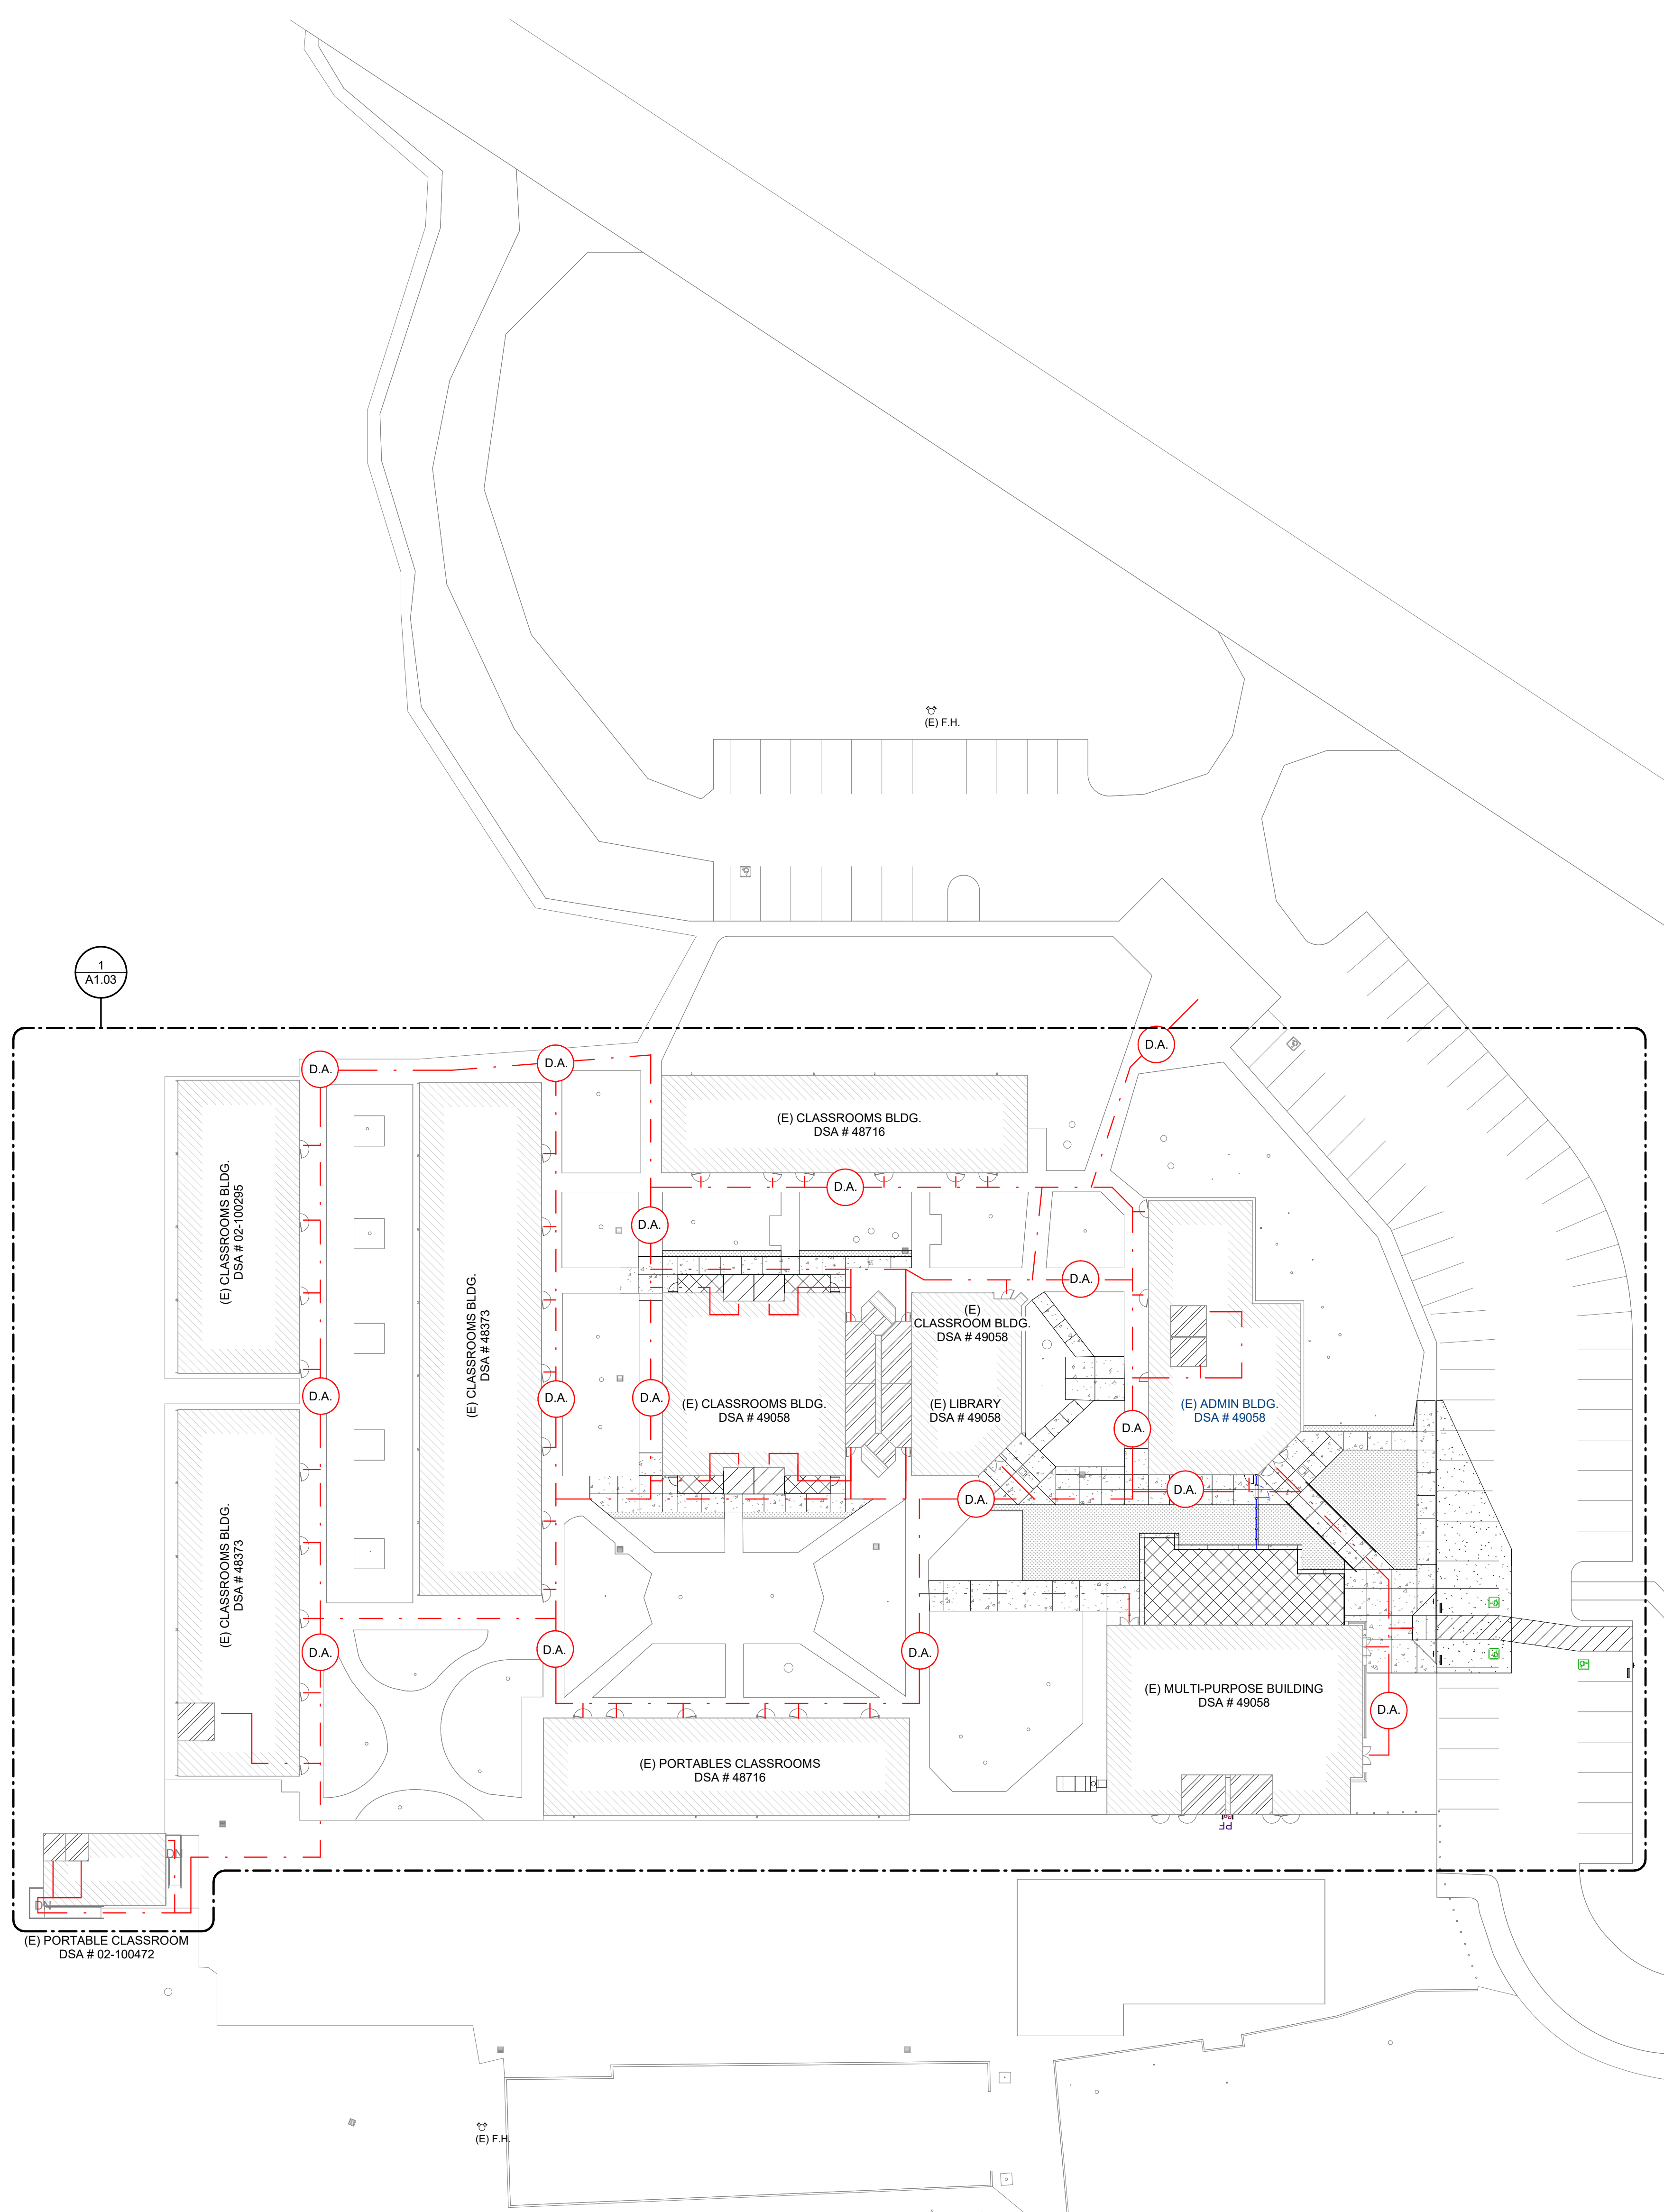 (E) F.H.
1
A1.03
D.A.
D.A.
D.A.
(E) CLASSROOMS BLDG.
DSA # 48716
(E) CLASSROOMS BLDG.
DSA # 02-100295
D.A.
D.A.
D.A.
(E)
CLASSROOM BLDG.
DSA # 49058
(E) CLASSROOMS BLDG.
DSA # 48373
D.A.
D.A.
D.A.
(E) CLASSROOMS BLDG.
DSA # 49058
(E) LIBRARY
DSA # 49058
D.A.
(E) ADMIN BLDG.
DSA # 49058
D.A.
D.A.
(E) CLASSROOMS BLDG.
DSA # 48373
D.A.
D.A.
D.A.
(E) MULTI-PURPOSE BUILDING
DSA # 49058
D.A.
(E) PORTABLES CLASSROOMS
DSA # 48716
PF
DN
DN
(E) PORTABLE CLASSROOM
DSA # 02-100472
(E) F.H.